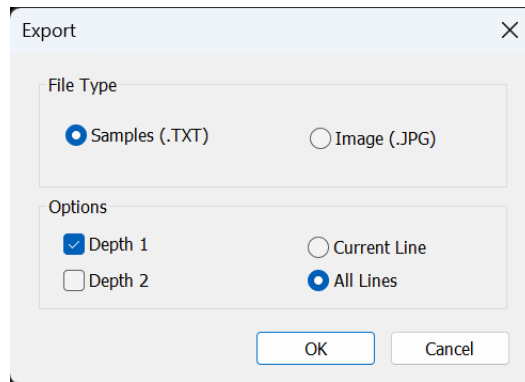 Export
File Type
Samples (.TXT)
Image (.JPG)
Options
Depth 1
Current Line
Depth 2
All Lines
OK
Cancel